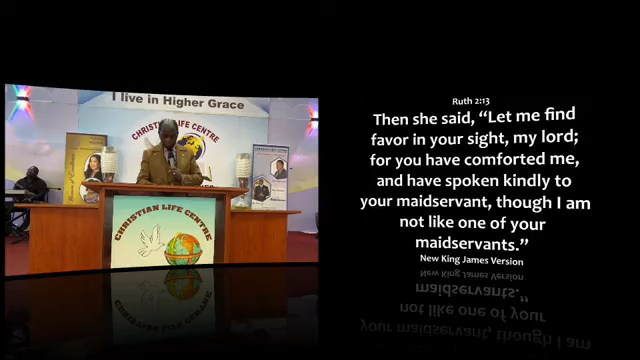 I live in Higher Grace
CHRISTIAN LIFE CENTRE
CHRISTIAN LIFE CENTRE
Ruth 2:13
Then she said, “Let me find
favor in your sight, my lord;
for you have comforted me,
and have spoken kindly to
your maidservant, though I am
not like one of your
maidservants.”
New King James Version